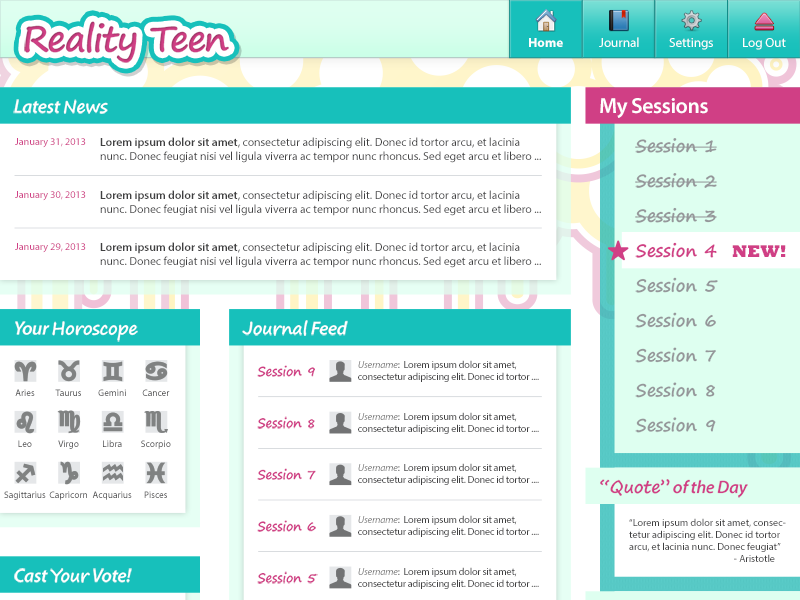 Reality Teen
Home
Journal
Settings
Log Out
Latest News
January 31, 2013
Lorem ipsum dolor sit amet, consectetur adipiscing elit. Donec id tortor arcu, et lacinia
nunc. Donec feugiat nisi vel ligula viverra ac tempor nunc rhoncus. Sed eget arcu et libero ...
January 30, 2013
Lorem ipsum dolor sit amet, consectetur adipiscing elit. Donec id tortor arcu, et lacinia
nunc. Donec feugiat nisi vel ligula viverra ac tempor nunc rhoncus. Sed eget arcu et libero ...
January 29, 2013
Lorem ipsum dolor sit amet, consectetur adipiscing elit. Donec id tortor arcu, et lacinia
nunc. Donec feugiat nisi vel ligula viverra ac tempor nunc rhoncus. Sed eget arcu et libero ...
My Sessions
Session 1
Session 2
Session 3
Session 4 NEW!
Session 5
Session 6
Session 7
Session 8
Session 9
Your Horoscope
Aries Taurus Gemini Cancer
Leo Virgo Libra Scorpio
Sagittarius Capricorn Acquarius Pisces
Cast Your Vote!
Journal Feed
Session 9
Username: Lorem ipsum dolor sit amet,
consectetur adipiscing elit. Donec id tortor ....
Session 8
Username: Lorem ipsum dolor sit amet,
consectetur adipiscing elit. Donec id tortor ....
Session 7
Username: Lorem ipsum dolor sit amet,
consectetur adipiscing elit. Donec id tortor ....
Session 6
Username: Lorem ipsum dolor sit amet,
consectetur adipiscing elit. Donec id tortor ....
Session 5
Username: Lorem ipsum dolor sit amet,
consectetur adipiscing elit. Donec id tortor ....
“Quote” of the Day
“Lorem ipsum dolor sit amet, consec-
tetur adipiscing elit. Donec id tortor
arcu, et lacinia nunc. Donec feugiat”
- Aristotle